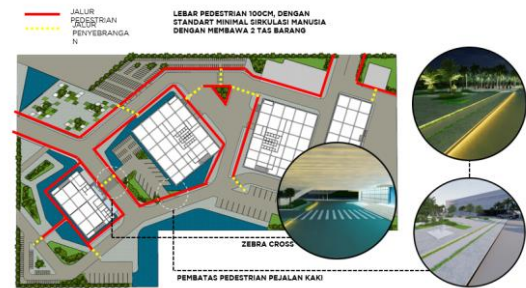 JALUR
PEDESTRIAN
JALUR
PENYEBRANGA
N
LEBAR PEDESTRIAN 100CM, DENGAN
STANDART MINIMAL SIRKULASI MANUSIA
DENGAN MEMBAWA 2 TAS BARANG
ZEBRA CROSS
PEMBATAS PEDESTRIAN PEJALAN KAKI